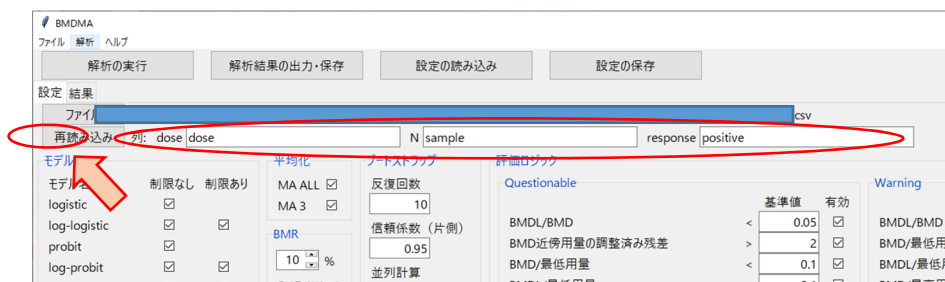 BMDMA
ファイル 解析 ヘルプ
解析の実行 解析結果の出力・保存 設定の読み込み 設定の保存
設定 結果
ファイル csv
再読み込み 列: dose dose N sample response positive
モデル 平均化 ブートストラップ 評価ロジック
モデル名 制限なし 制限あり MA ALL 反復回数 Questionable Warning
logistic MA 3 10 基準値 有効
log-logistic 信頼係数（片側） BMDL/BMD < 0.05 BMDL/BMD
probit BMR 0.95 BMD近傍用量の調整済み残差 > 2 BMD/最低用
log-probit 10 % 並列計算 BMD/最低用量 < 0.1 BMDL/最低用